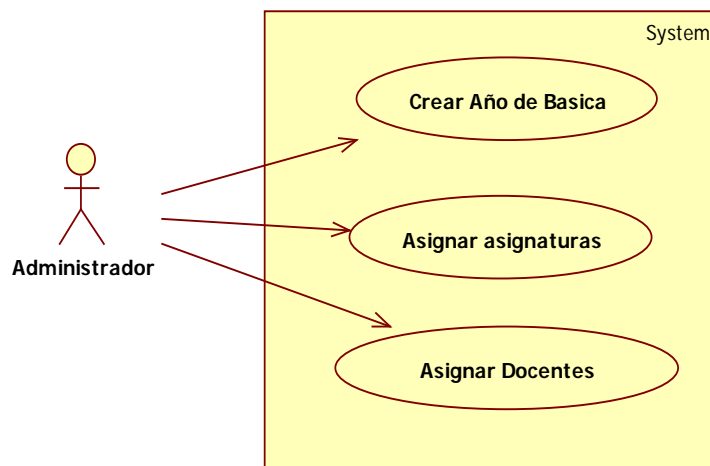 System
Crear Año de Basica
Asignar asignaturas
Administrador
Asignar Docentes